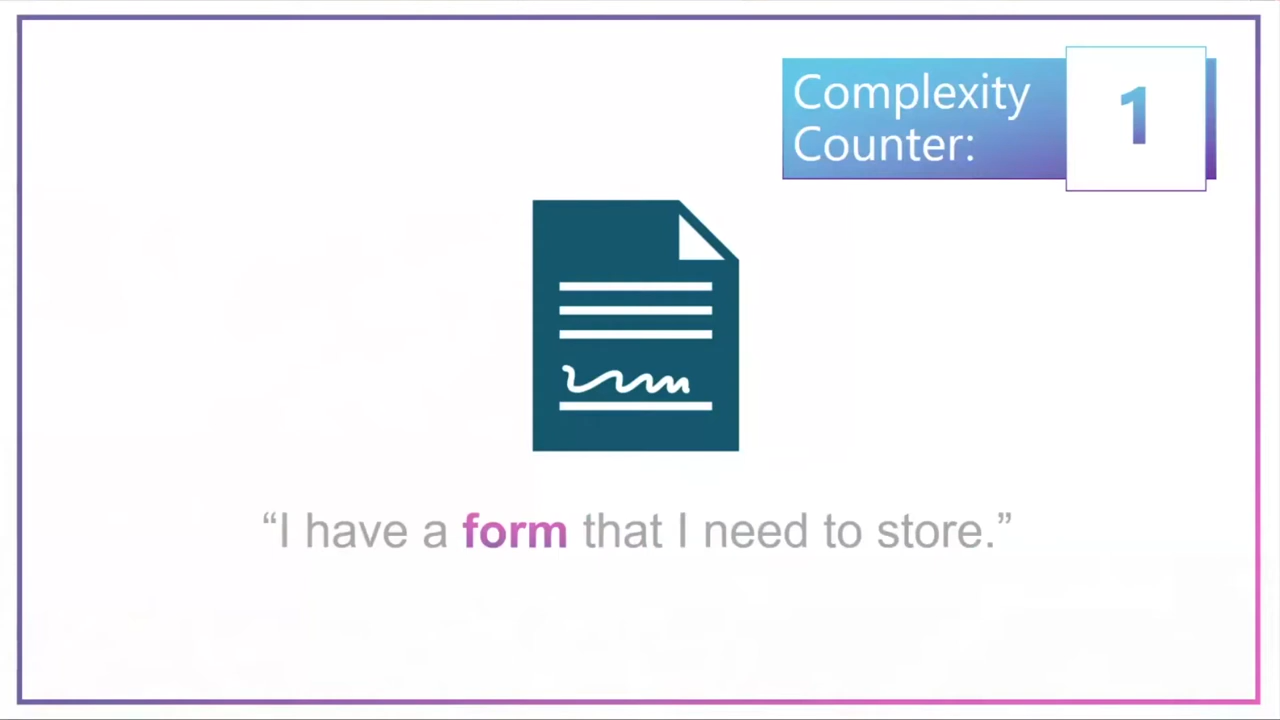 Complexity
Counter:
1
“I have a form that I need to store.”